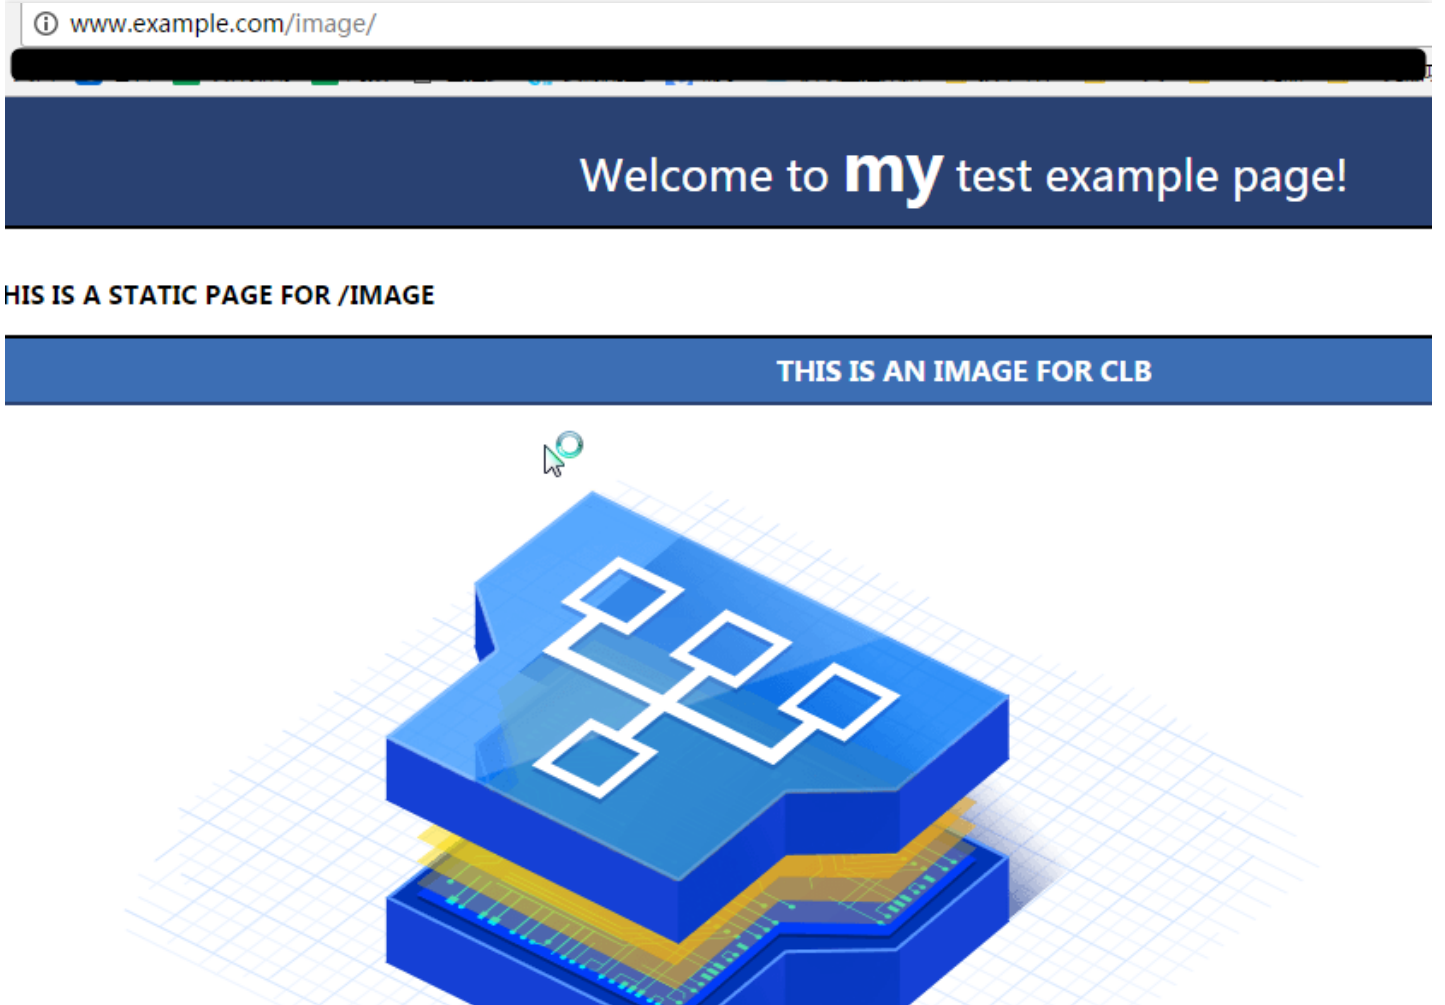 www.example.com/image/
Welcome to my test example page!
HIS IS A STATIC PAGE FOR /IMAGE
THIS IS AN IMAGE FOR CLB